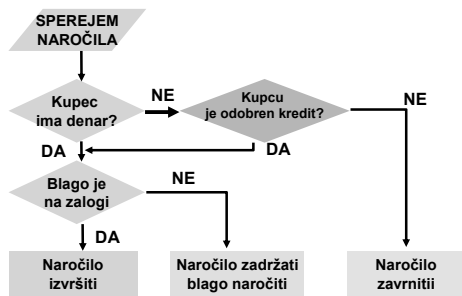 SPEREJEM
NAROČILA
Kupec
ima denar?
NE
Kupcu
je odobren kredit?
NE
DA
DA
Blago je
na zalogi
NE
DA
Naročilo
izvršiti
Naročilo zadržati
blago naročiti
Naročilo
zavrnitii